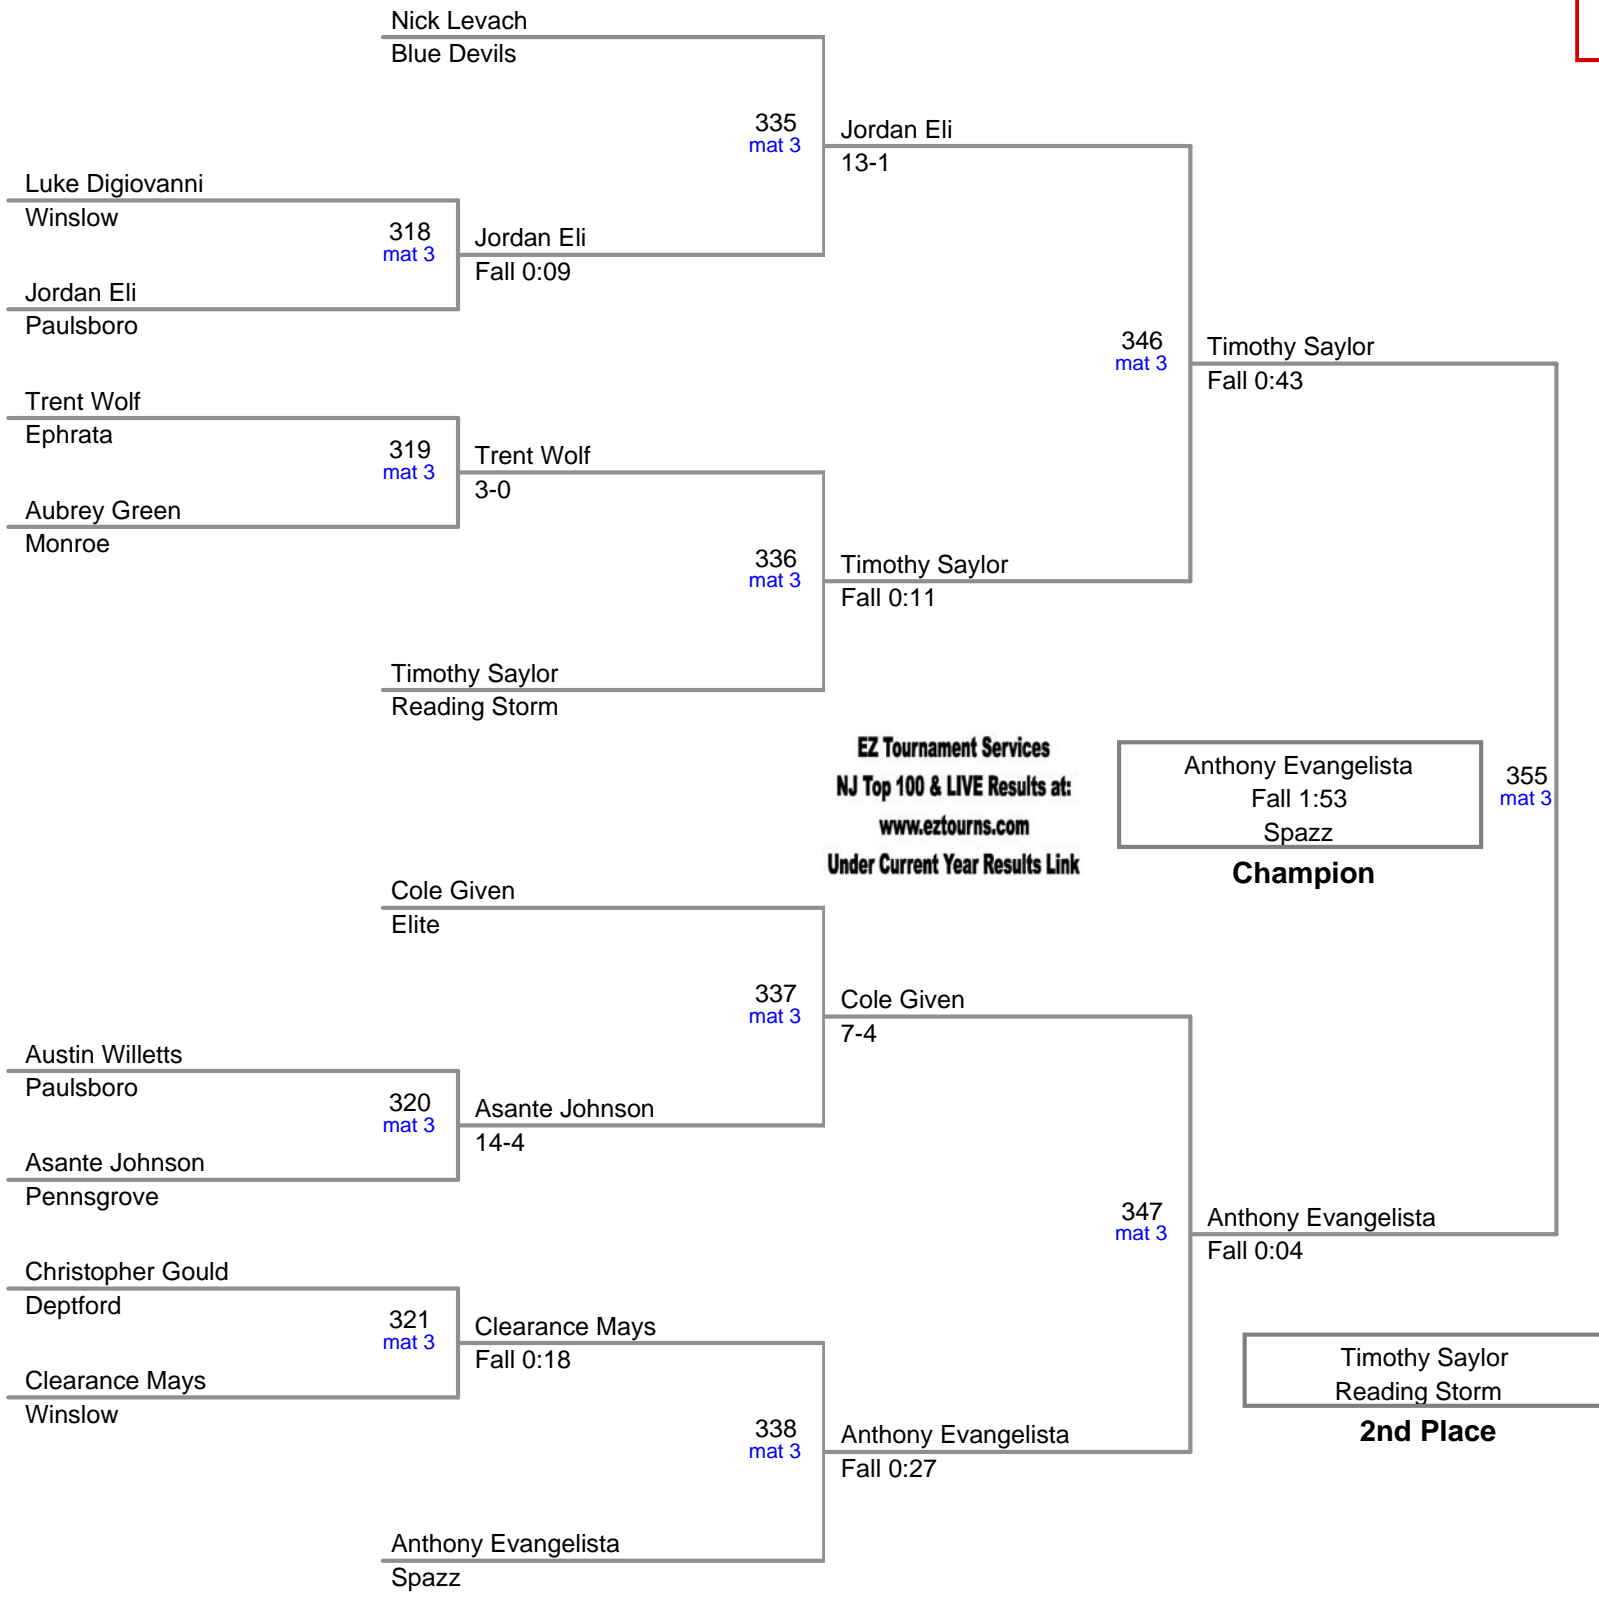 Nick Levach
Blue Devils
335
mat 3
Jordan Eli
13-1
Luke Digiovanni
Winslow
318
mat 3
Jordan Eli
Fall 0:09
Jordan Eli
Paulsboro
346
mat 3
Timothy Saylor
Fall 0:43
Trent Wolf
Ephrata
319
mat 3
Trent Wolf
3-0
Aubrey Green
Monroe
336
mat 3
Timothy Saylor
Fall 0:11
Timothy Saylor
Reading Storm
EZ Tournament Services
NJ Top 100 & LIVE Results at:
www.eztourns.com
Under Current Year Results Link
Anthony Evangelista
Fall 1:53
Spazz
Champion
355
mat 3
Cole Given
Elite
337
mat 3
Cole Given
7-4
Austin Willetts
Paulsboro
320
mat 3
Asante Johnson
14-4
Asante Johnson
Pennsgrove
347
mat 3
Anthony Evangelista
Fall 0:04
Christopher Gould
Deptford
321
mat 3
Clearance Mays
Fall 0:18
Clearance Mays
Winslow
Timothy Saylor
Reading Storm
2nd Place
338
mat 3
Anthony Evangelista
Fall 0:27
Anthony Evangelista
Spazz